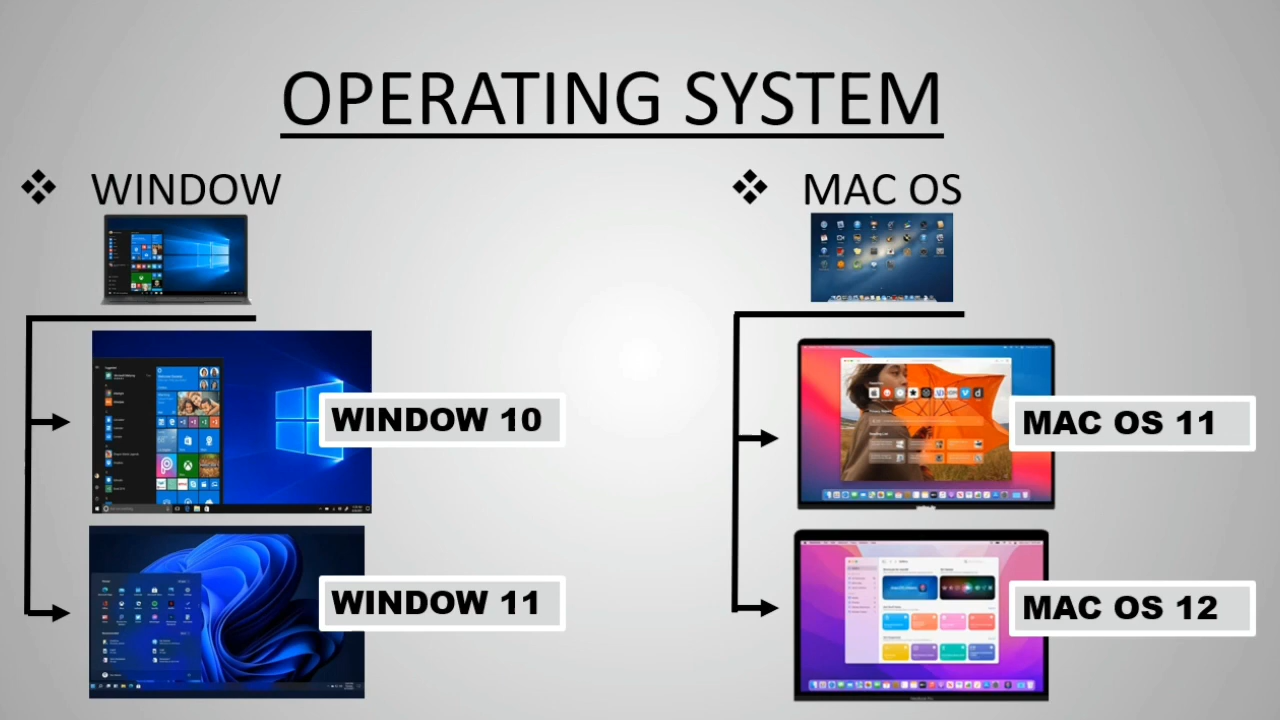 OPERATING SYSTEM
WINDOW
WINDOW 10
WINDOW 11
MAC OS
MAC OS 11
MAC OS 12